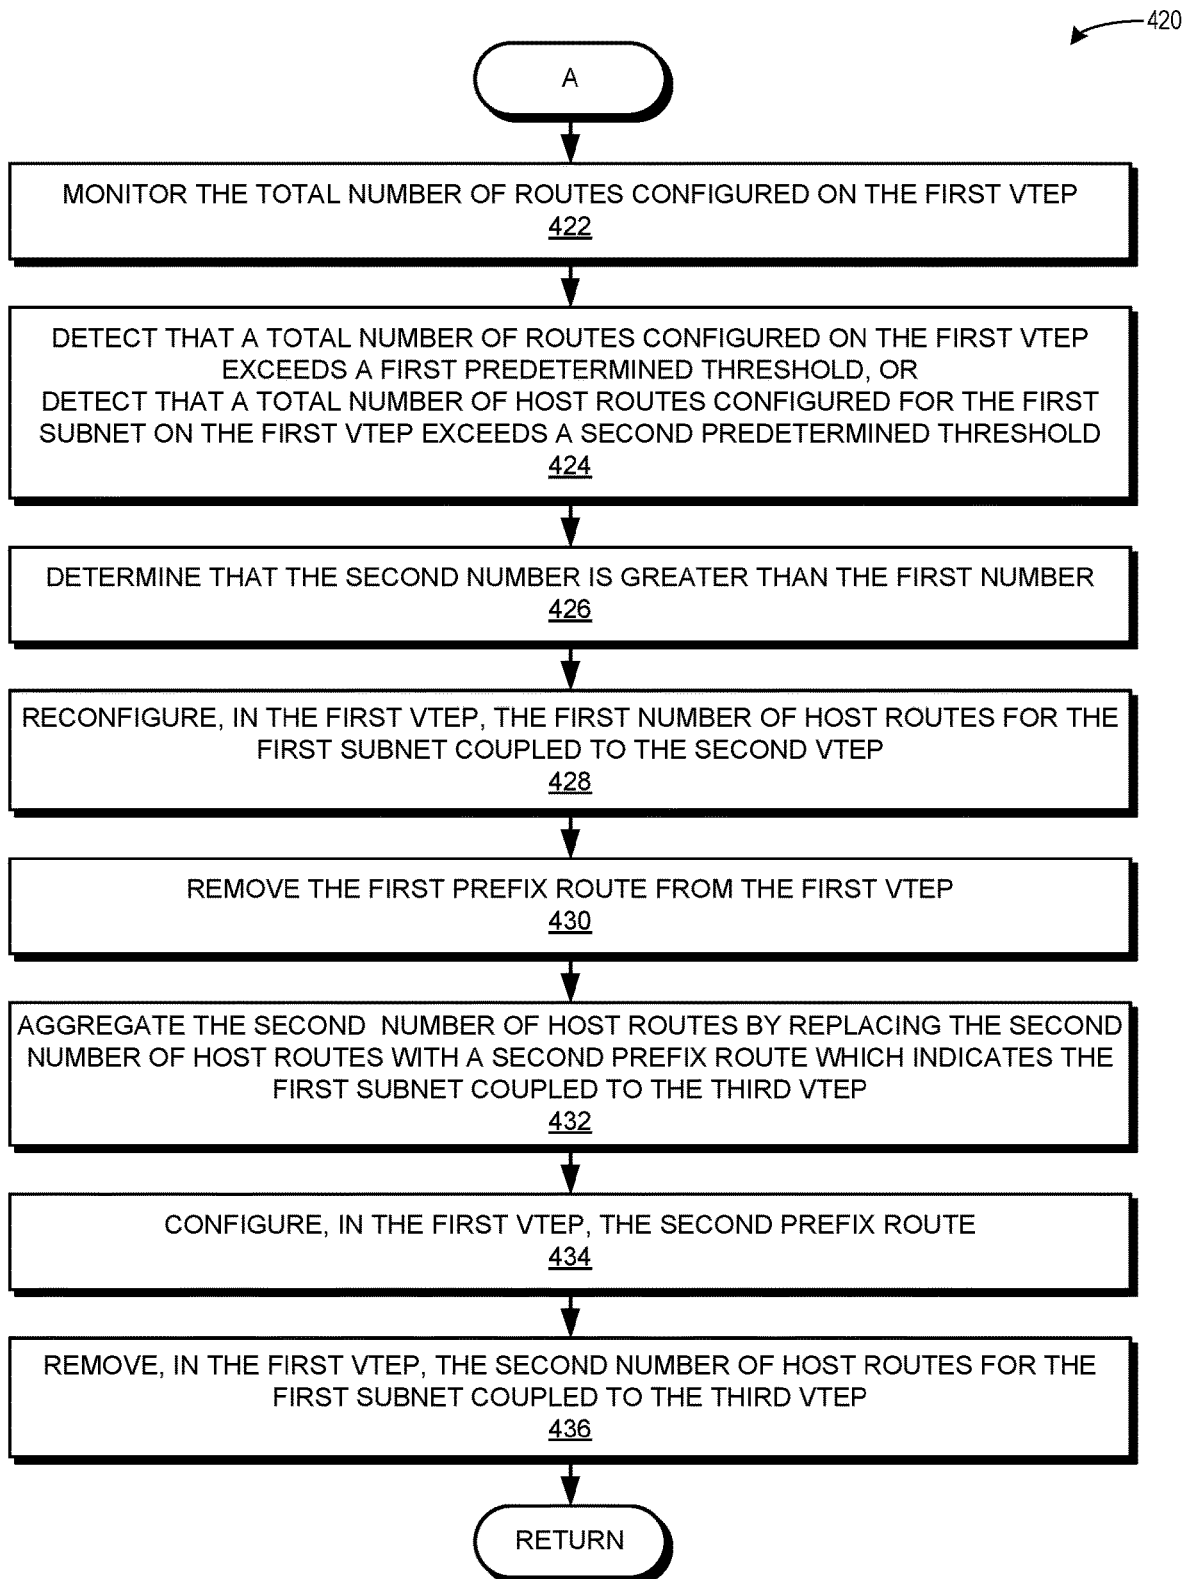 420
A
MONITOR THE TOTAL NUMBER OF ROUTES CONFIGURED ON THE FIRST VTEP
422
DETECT THAT A TOTAL NUMBER OF ROUTES CONFIGURED ON THE FIRST VTEP
EXCEEDS A FIRST PREDETERMINED THRESHOLD, OR
DETECT THAT A TOTAL NUMBER OF HOST ROUTES CONFIGURED FOR THE FIRST
SUBNET ON THE FIRST VTEP EXCEEDS A SECOND PREDETERMINED THRESHOLD
424
DETERMINE THAT THE SECOND NUMBER IS GREATER THAN THE FIRST NUMBER
426
RECONFIGURE, IN THE FIRST VTEP, THE FIRST NUMBER OF HOST ROUTES FOR THE
FIRST SUBNET COUPLED TO THE SECOND VTEP
428
REMOVE THE FIRST PREFIX ROUTE FROM THE FIRST VTEP
430
AGGREGATE THE SECOND NUMBER OF HOST ROUTES BY REPLACING THE SECOND
NUMBER OF HOST ROUTES WITH A SECOND PREFIX ROUTE WHICH INDICATES THE
FIRST SUBNET COUPLED TO THE THIRD VTEP
432
CONFIGURE, IN THE FIRST VTEP, THE SECOND PREFIX ROUTE
434
REMOVE, IN THE FIRST VTEP, THE SECOND NUMBER OF HOST ROUTES FOR THE
FIRST SUBNET COUPLED TO THE THIRD VTEP
436
RETURN